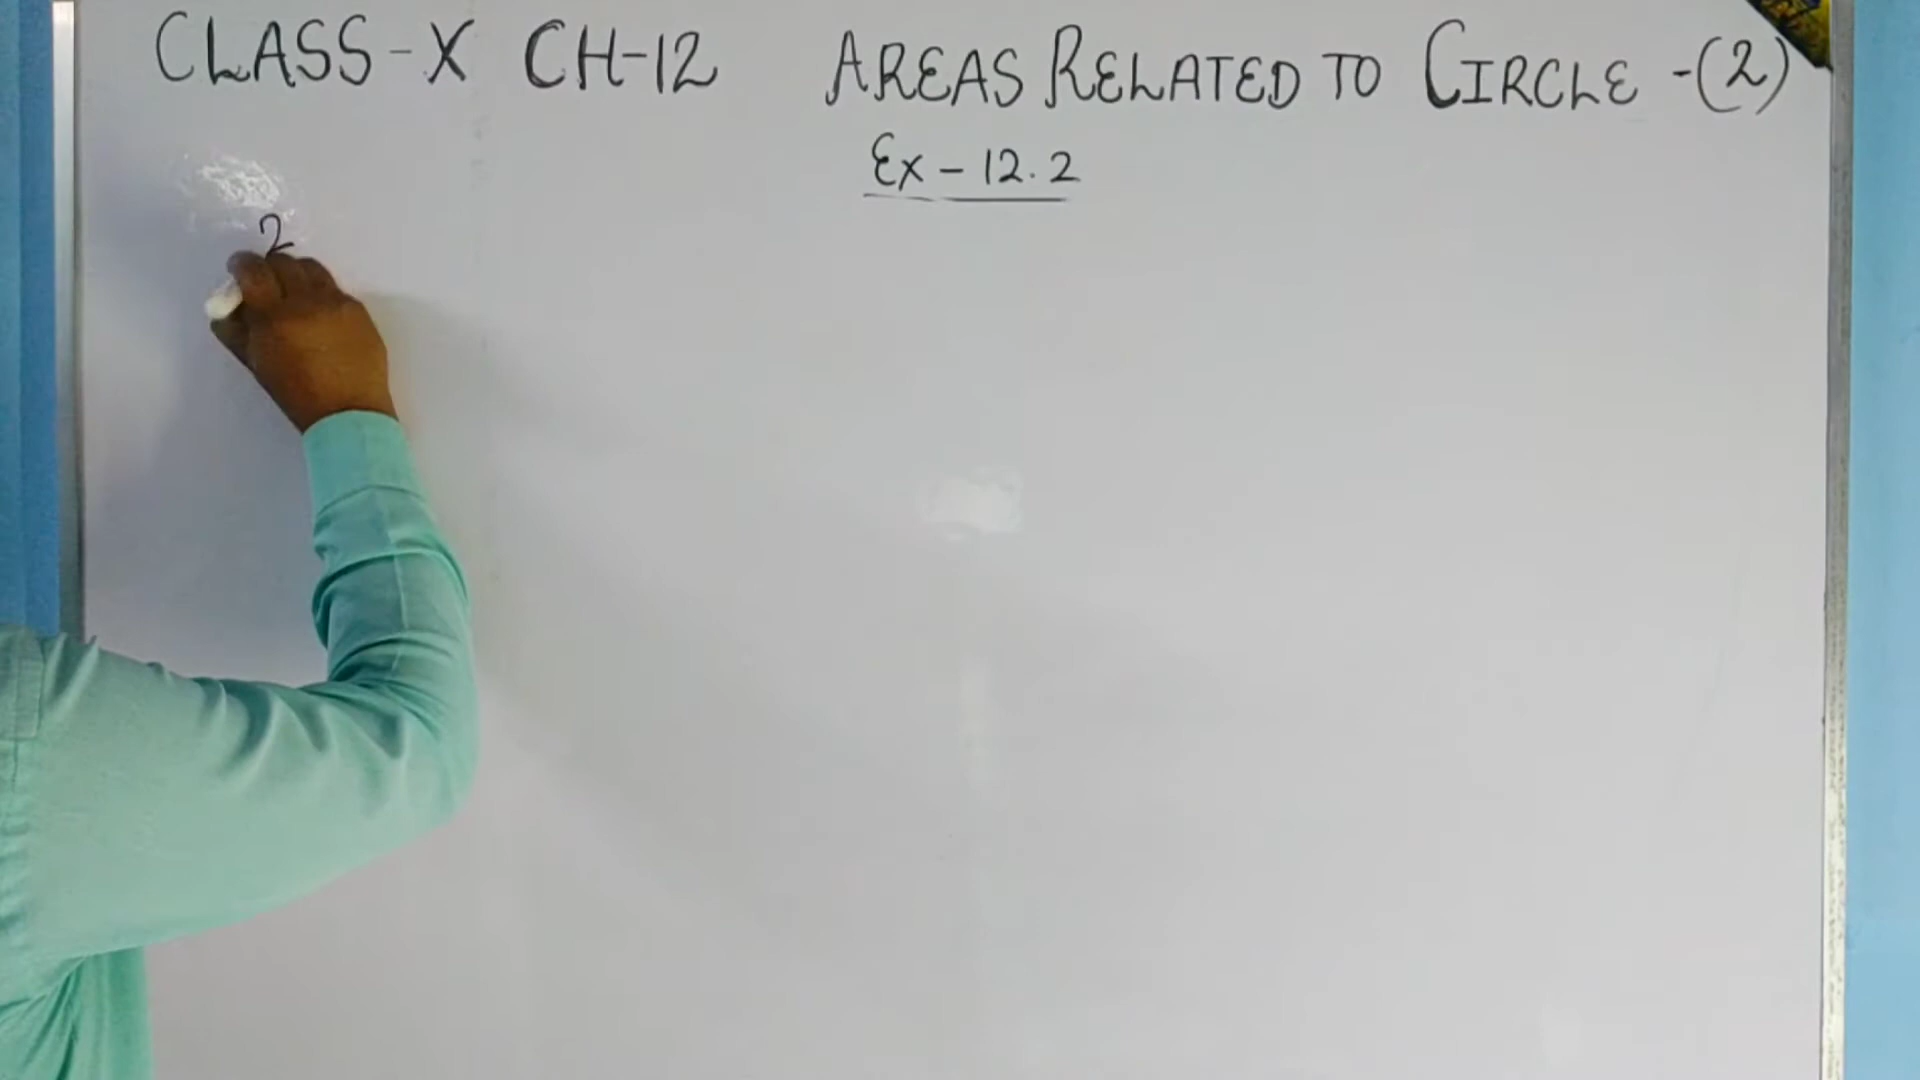 CLASS-X CH-12 AREAS RELATED TO CIRCLE -(2)
Ex - 12.2
2